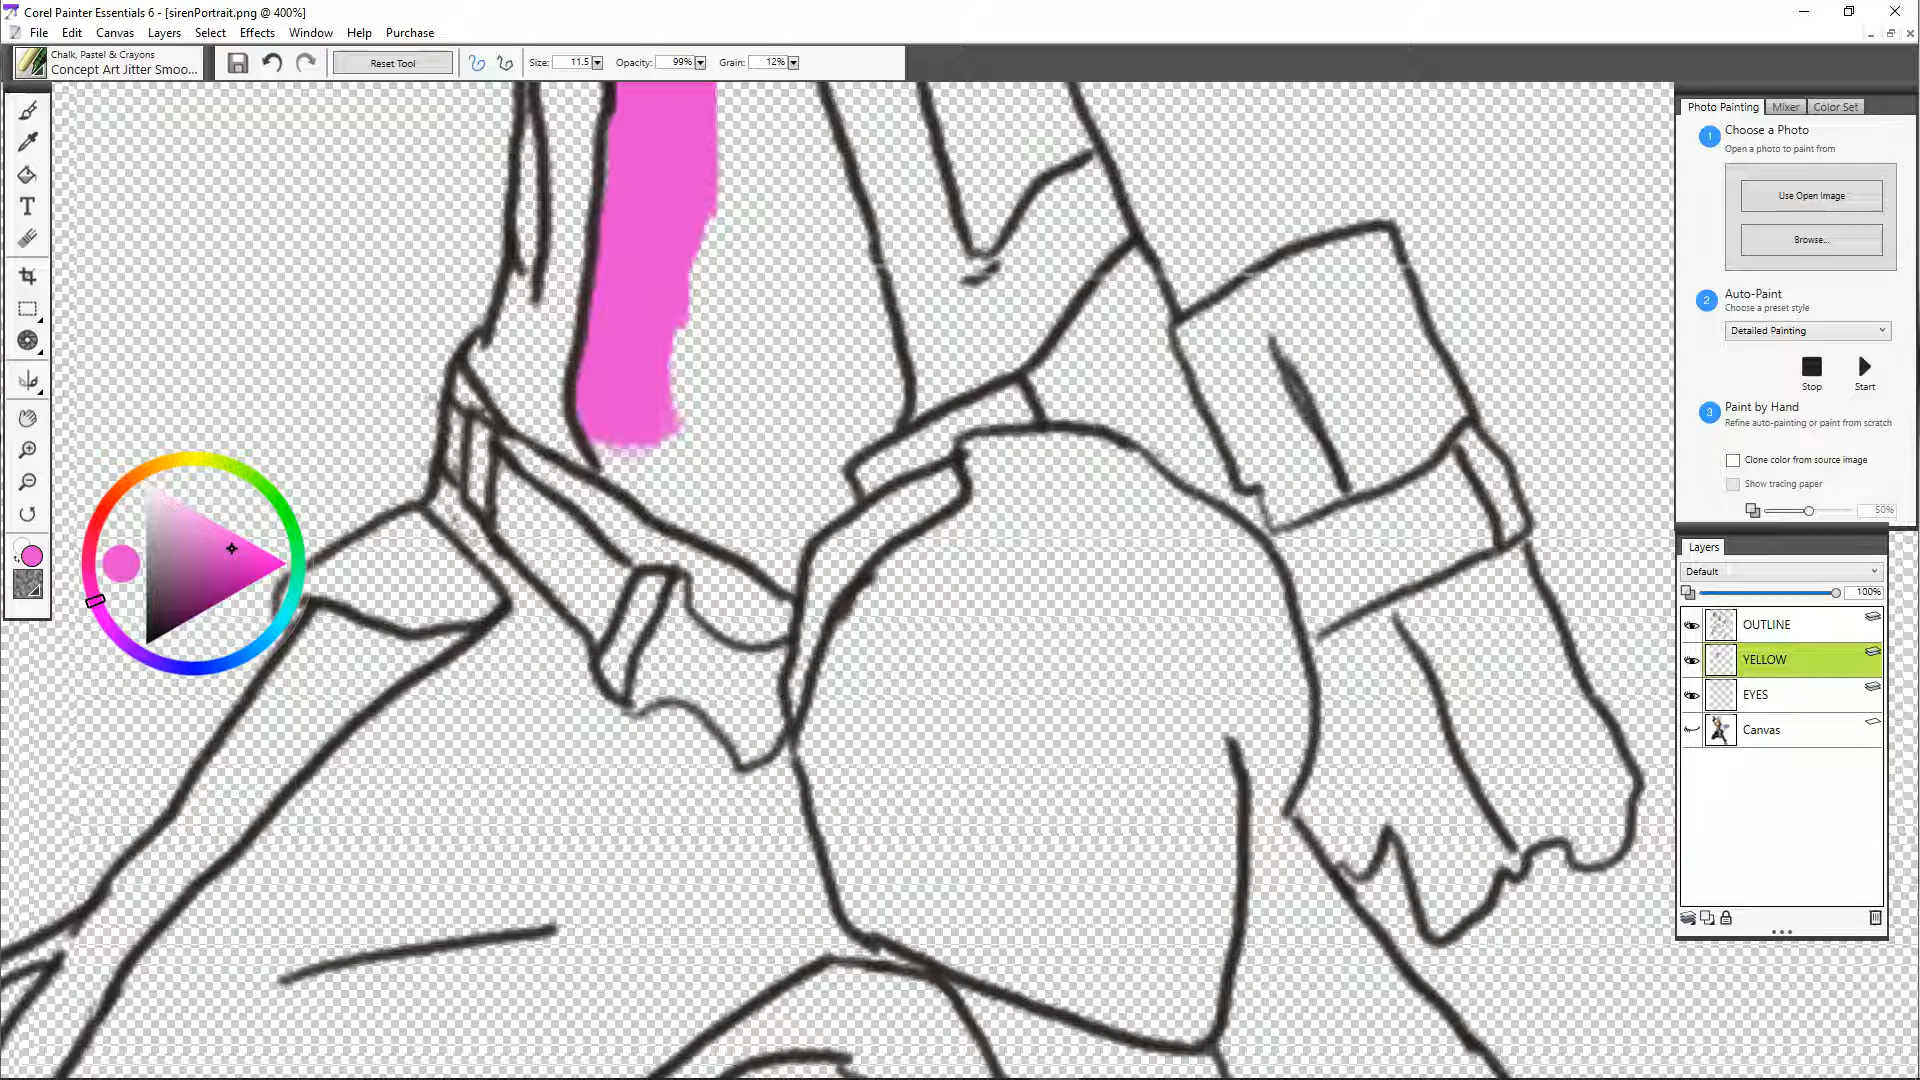 Corel Painter Essentials 6 - [sirenPortrait.png @ 400%]
File Edit Canvas Layers Select Effects Window Help Purchase
Chalk, Pastel & Crayons
Concept Art Jitter Smoo...
Reset Tool
Size: 11.5
Opacity: 99%
Grain: 12%
Photo Painting
Mixer
Color Set
1
Choose a Photo
Open a photo to paint from
Use Open Image
Browse...
2
Auto-Paint
Choose a preset style
Detailed Painting
Stop
Start
3
Paint by Hand
Refine auto-painting or paint from scratch
Clone color from source image
Show tracing paper
50%
Layers
Default
100%
OUTLINE
YELLOW
EYES
Canvas